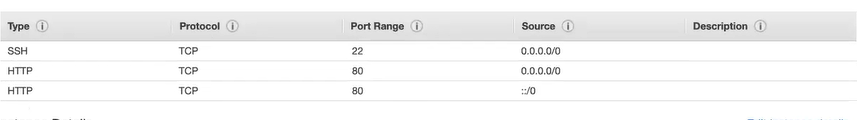 Type Protocol Port Range Source Description
SSH TCP 22 0.0.0.0/0
HTTP TCP 80 0.0.0.0/0
HTTP TCP 80 ::/0